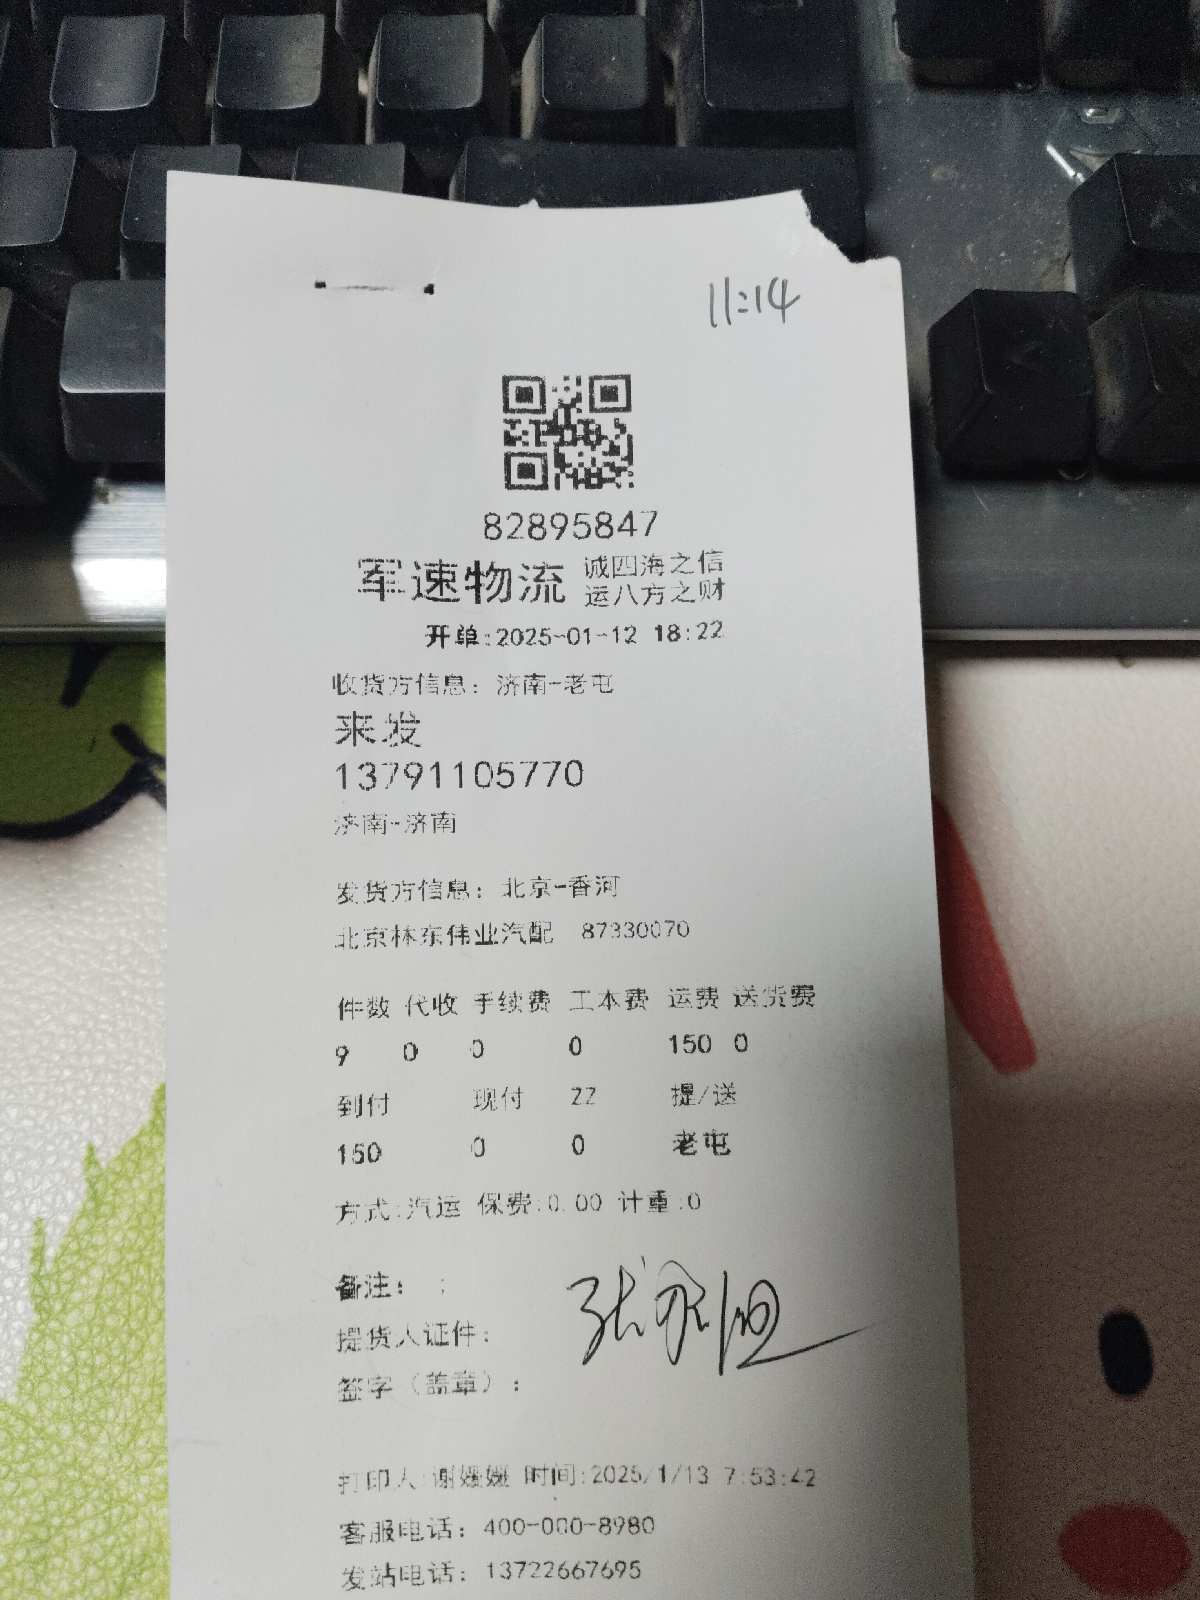 11:14
82895847
军速物流 诚四海之信
运八方之财
开单:2025-01-12 18:22
收货方信息：济南-老屯
来发
13791105770
济南-济南
发货方信息：北京-香河
北京林东伟业汽配 87330070
件数 代收 手续费 工本费 运费 送货费
9 0 0 0 150 0
到付 现付 ZZ 提/送
150 0 0 老屯
方式:汽运 保费:0.00 计重:0
备注： ;
提货人证件：
签字（盖章）：
打印人:谢姗姗 时间:2025/1/13 7:53:42
客服电话：400-000-8980
发站电话：13722667695